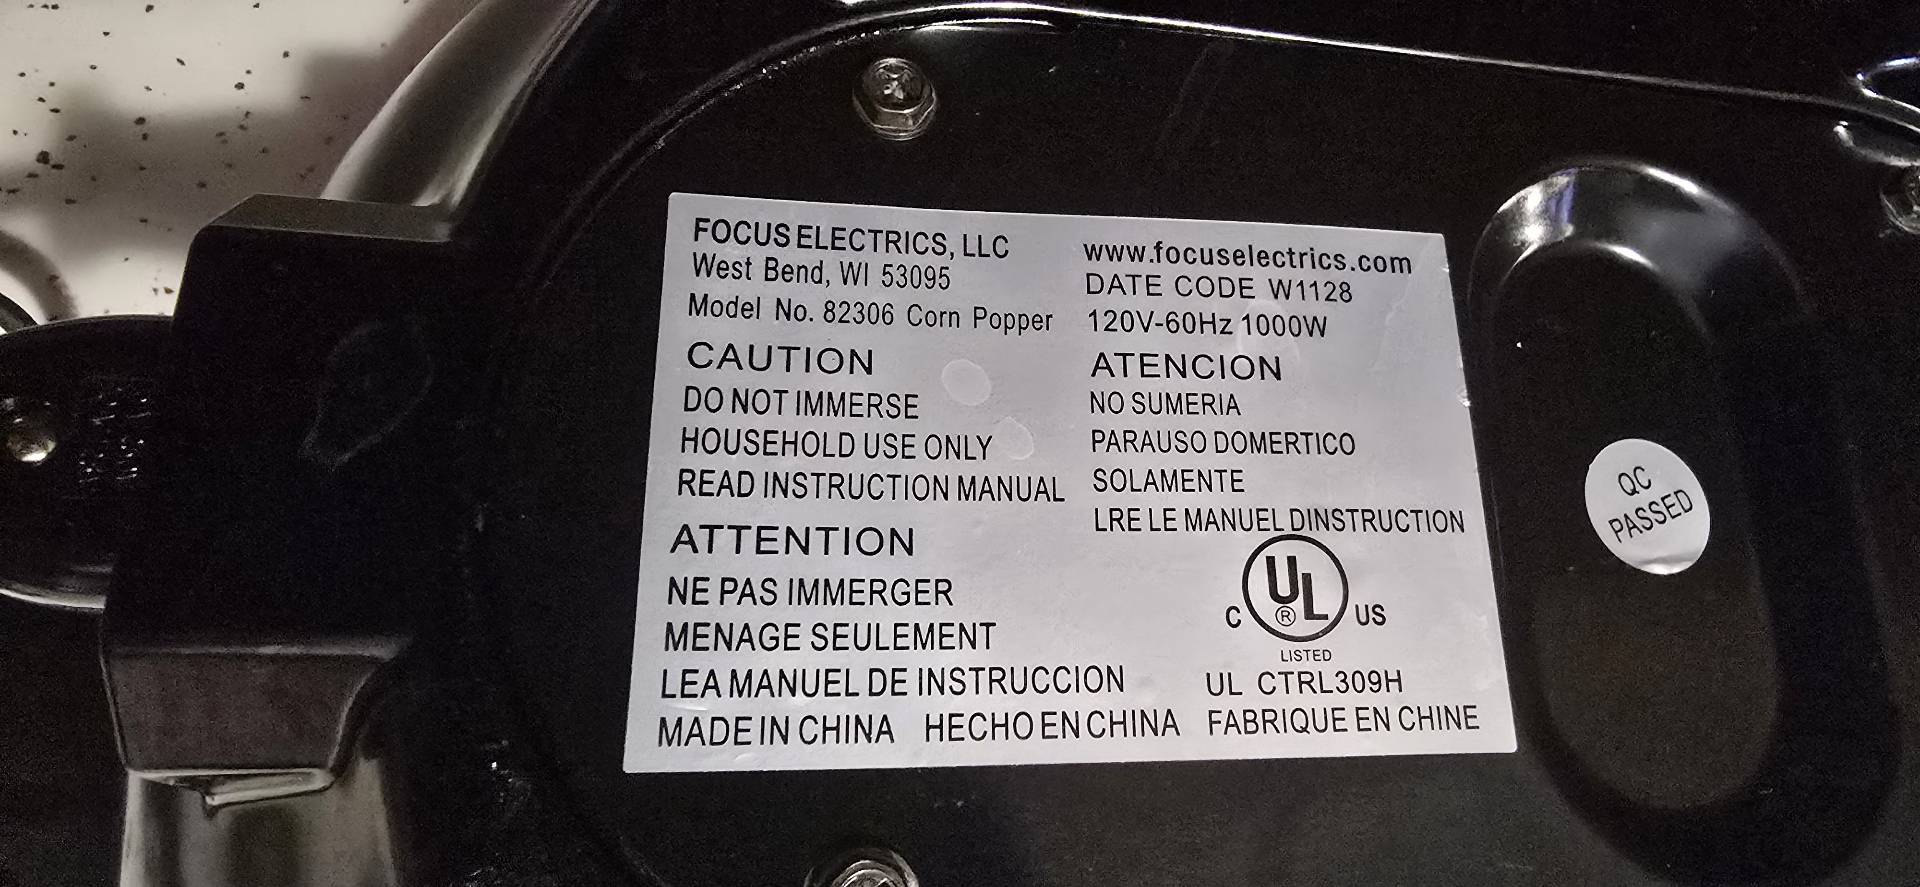 FOCUS ELECTRICS, LLC
West Bend, WI 53095
Model No. 82306 Corn Popper
www.focuselectrics.com
DATE CODE W1128
120V-60Hz 1000W
CAUTION
DO NOT IMMERSE
HOUSEHOLD USE ONLY
READ INSTRUCTION MANUAL
ATENCION
NO SUMERIA
PARAUSO DOMERTICO
SOLAMENTE
LRE LE MANUEL DINSTRUCTION
ATTENTION
NE PAS IMMERGER
MENAGE SEULEMENT
LEA MANUEL DE INSTRUCCION
C UL ® US
LISTED
UL CTRL309H
MADE IN CHINA HECHO EN CHINA FABRIQUE EN CHINE
QC
PASSED